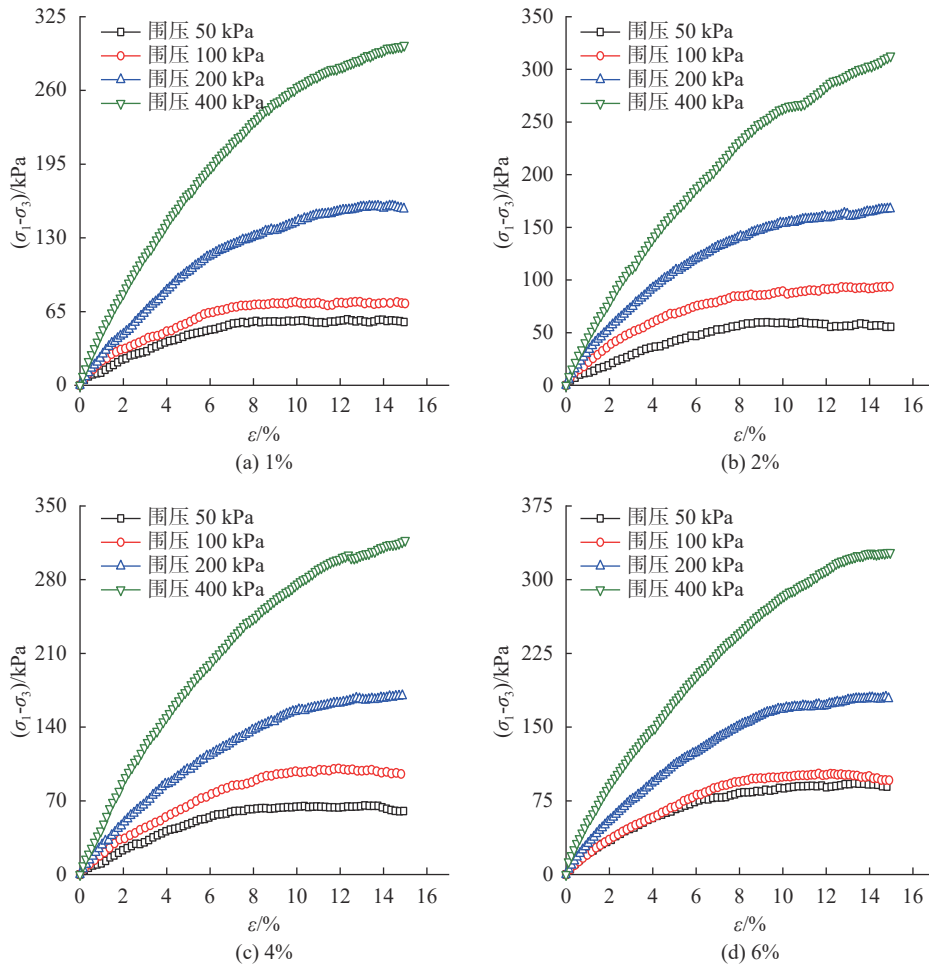 325
260
195
130
65
0
(σ₁-σ₃)/kPa
围压 50 kPa
围压 100 kPa
围压 200 kPa
围压 400 kPa
0 2 4 6 8 10 12 14 16
ε/%
(a) 1%
350
300
250
200
150
100
50
0
(σ₁-σ₃)/kPa
围压 50 kPa
围压 100 kPa
围压 200 kPa
围压 400 kPa
0 2 4 6 8 10 12 14 16
ε/%
(b) 2%
350
280
210
140
70
0
(σ₁-σ₃)/kPa
围压 50 kPa
围压 100 kPa
围压 200 kPa
围压 400 kPa
0 2 4 6 8 10 12 14 16
ε/%
(c) 4%
375
300
225
150
75
0
(σ₁-σ₃)/kPa
围压 50 kPa
围压 100 kPa
围压 200 kPa
围压 400 kPa
0 2 4 6 8 10 12 14 16
ε/%
(d) 6%